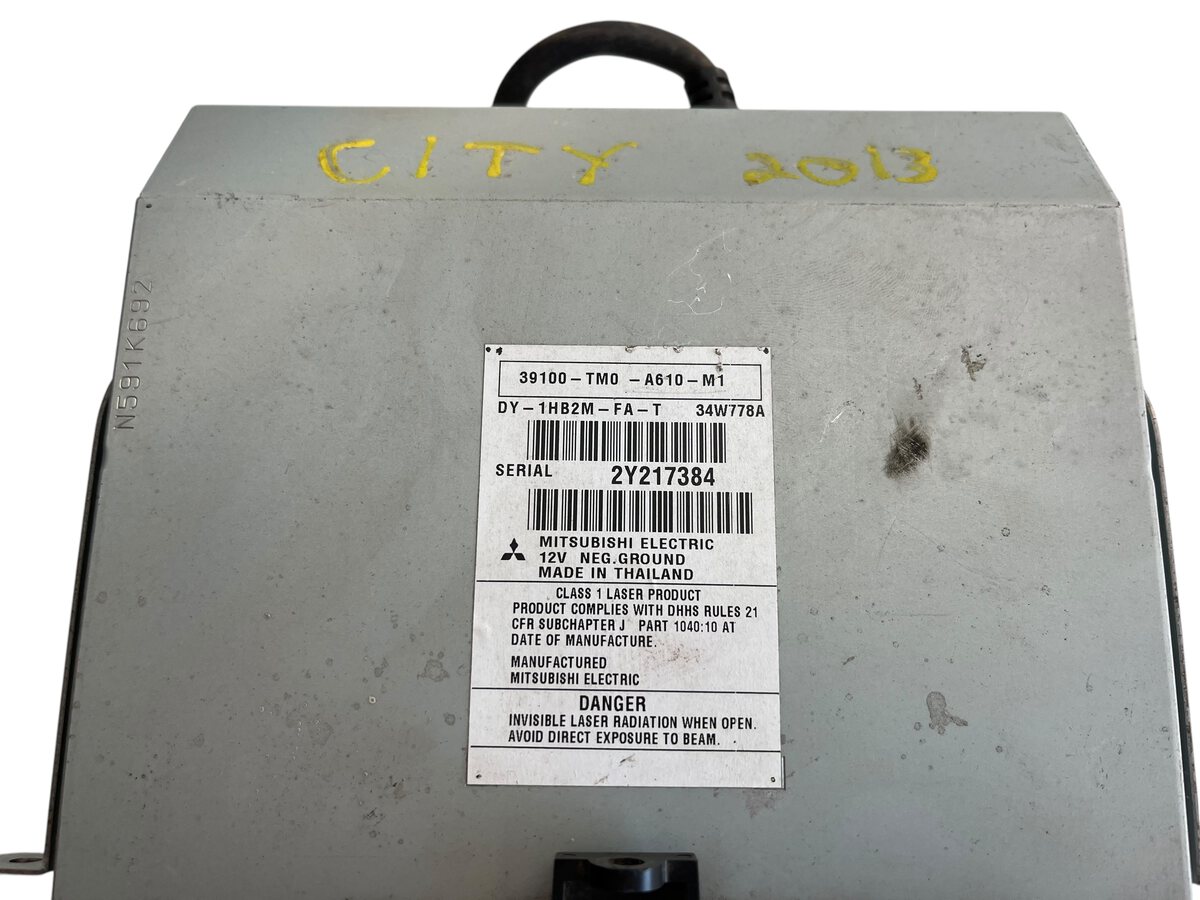 CITY 2013
N591K692
39100-TM0 -A610-M1
DY-1HB2M-FA-T 34W778A
SERIAL 2Y217384
MITSUBISHI ELECTRIC
12V NEG.GROUND
MADE IN THAILAND
CLASS 1 LASER PRODUCT
PRODUCT COMPLIES WITH DHHS RULES 21
CFR SUBCHAPTER J PART 1040:10 AT
DATE OF MANUFACTURE.
MANUFACTURED
MITSUBISHI ELECTRIC
DANGER
INVISIBLE LASER RADIATION WHEN OPEN.
AVOID DIRECT EXPOSURE TO BEAM.